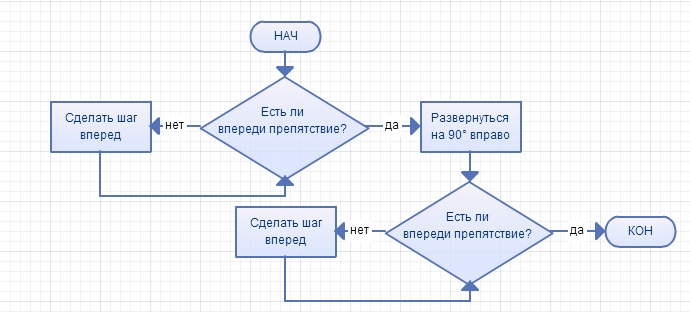 НАЧ
Есть ли
впереди препятствие?
нет
да
Сделать шаг
вперед
Развернуться
на 90° вправо
Есть ли
впереди препятствие?
нет
да
Сделать шаг
вперед
КОН